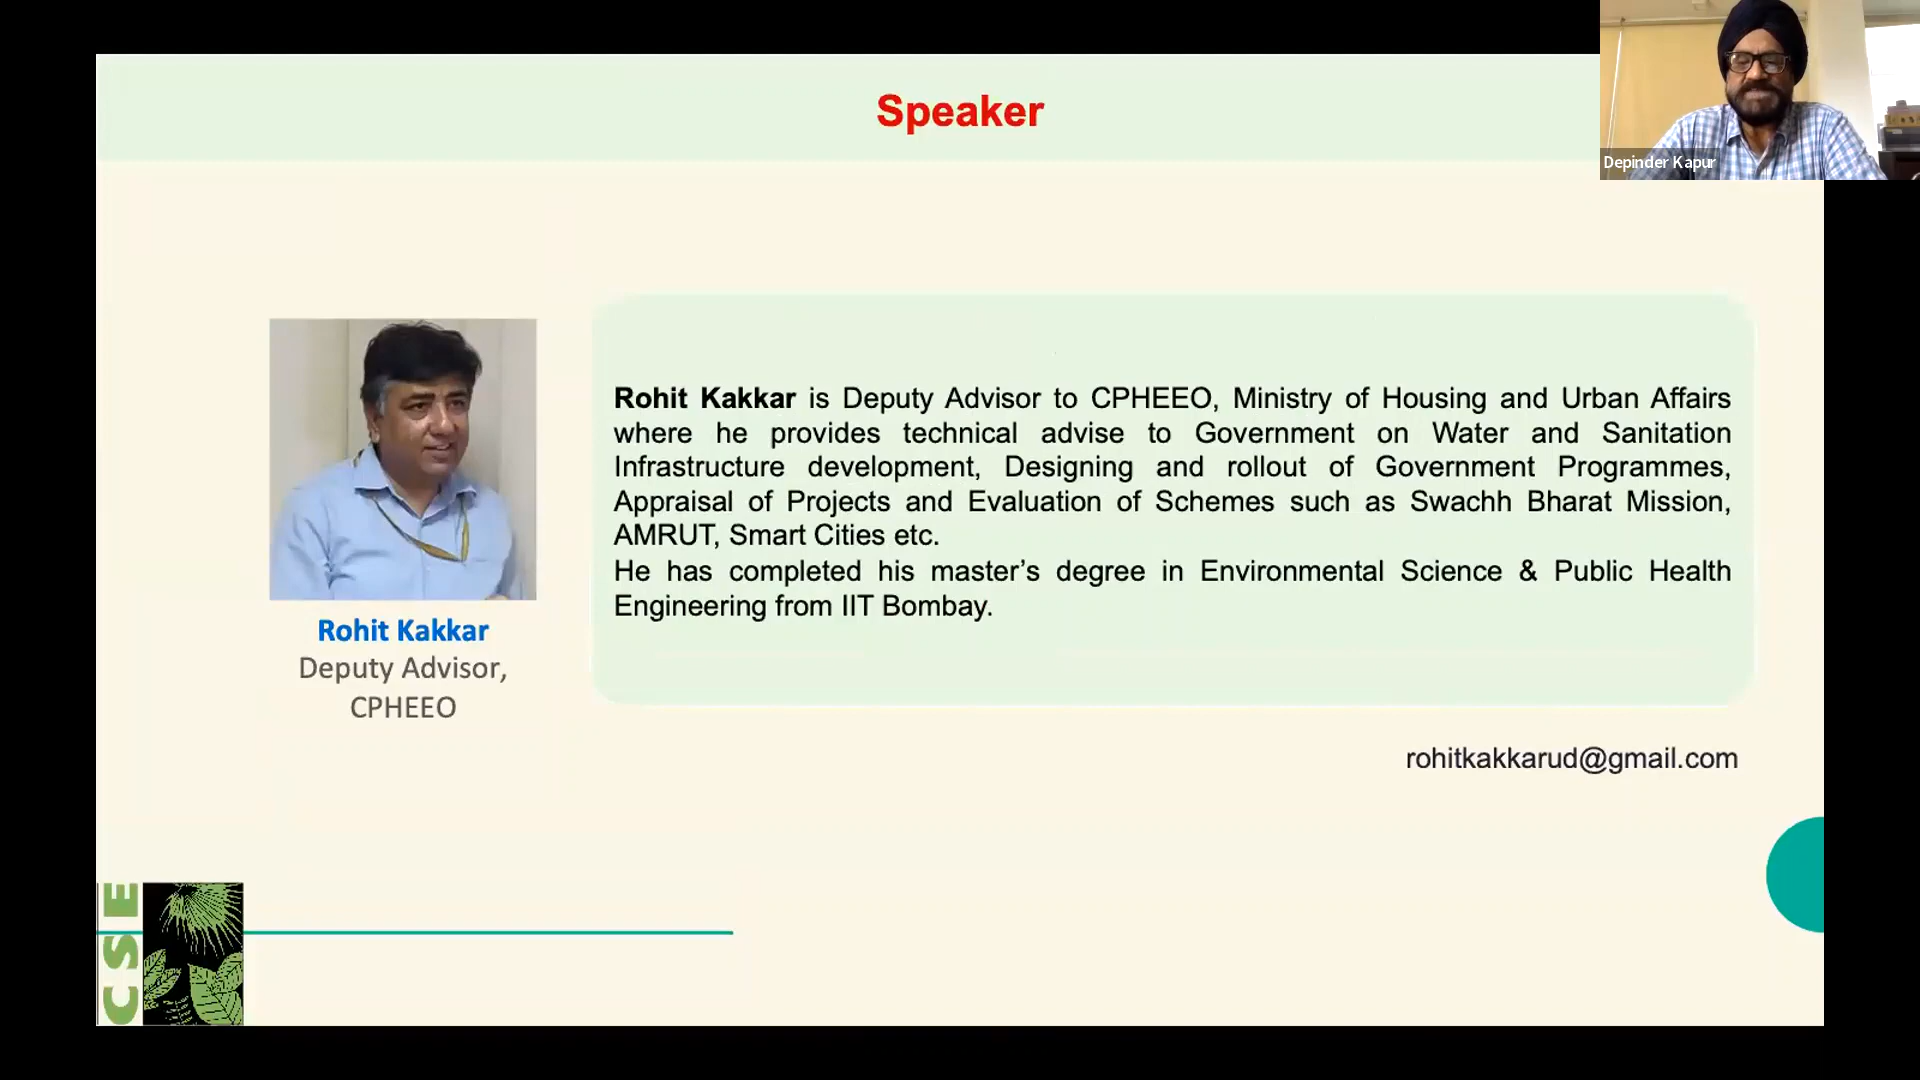 Speaker
Depinder Kapur
Rohit Kakkar is Deputy Advisor to CPHEEO, Ministry of Housing and Urban Affairs
where he provides technical advise to Government on Water and Sanitation
Infrastructure development, Designing and rollout of Government Programmes,
Appraisal of Projects and Evaluation of Schemes such as Swachh Bharat Mission,
AMRUT, Smart Cities etc.
He has completed his master’s degree in Environmental Science & Public Health
Engineering from IIT Bombay.
Rohit Kakkar
Deputy Advisor,
CPHEEO
rohitkakkarud@gmail.com
CSE